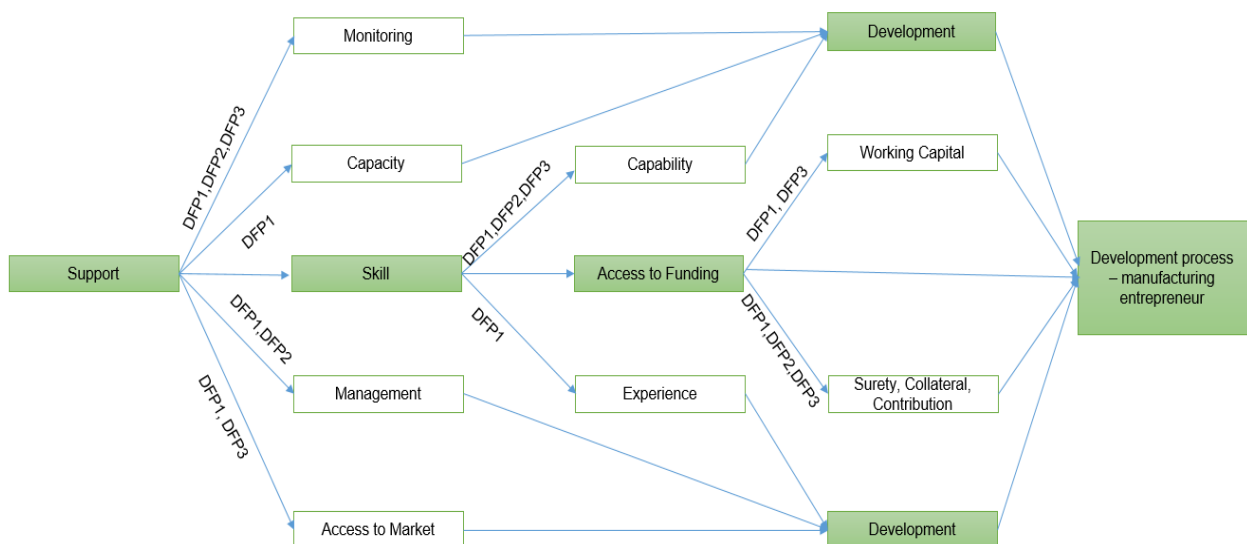 Monitoring
Development
DFP1,DFP2,DFP3
Capacity
Capability
Working Capital
DFP1
DFP1,DFP2,DFP3
DFP1, DFP3
Support
Skill
Access to Funding
Development process
– manufacturing
entrepreneur
DFP1,DFP2
DFP1
DFP1,DFP2,DFP3
Management
Experience
Surety, Collateral,
Contribution
DFP1, DFP3
Access to Market
Development